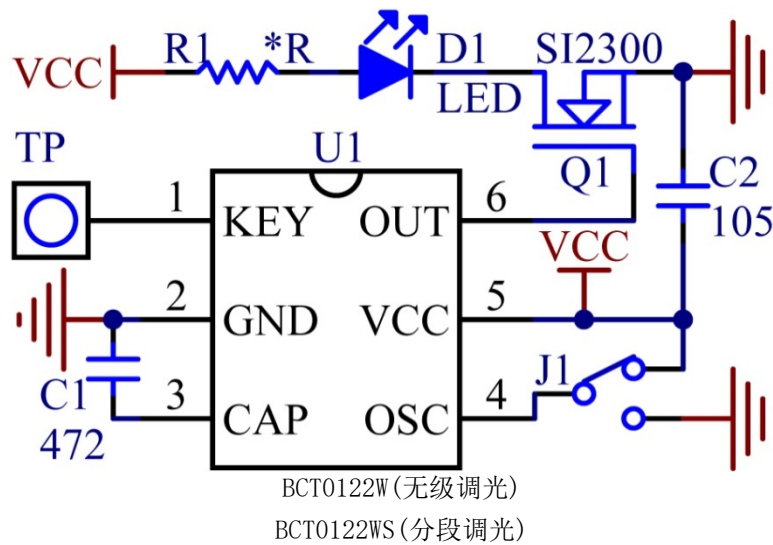 R1 *R D1 SI2300
VCC LED
TP U1 Q1 C2
105
1 KEY OUT 6
VCC
2 GND VCC 5
C1 3 CAP OSC 4 J1
472
BCT0122W(无级调光)
BCT0122WS(分段调光)